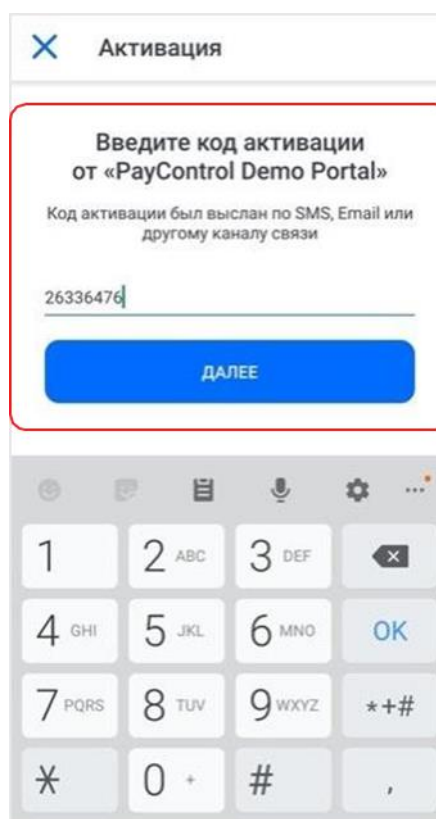 Активация
Введите код активации
от «PayControl Demo Portal»
Код активации был выслан по SMS, Email или
другому каналу связи
26336476
ДАЛЕЕ
1 2 ABC 3 DEF
4 GHI 5 JKL 6 MNO OK
7 PQRS 8 TUV 9 WXYZ *+#
* 0 + # ,